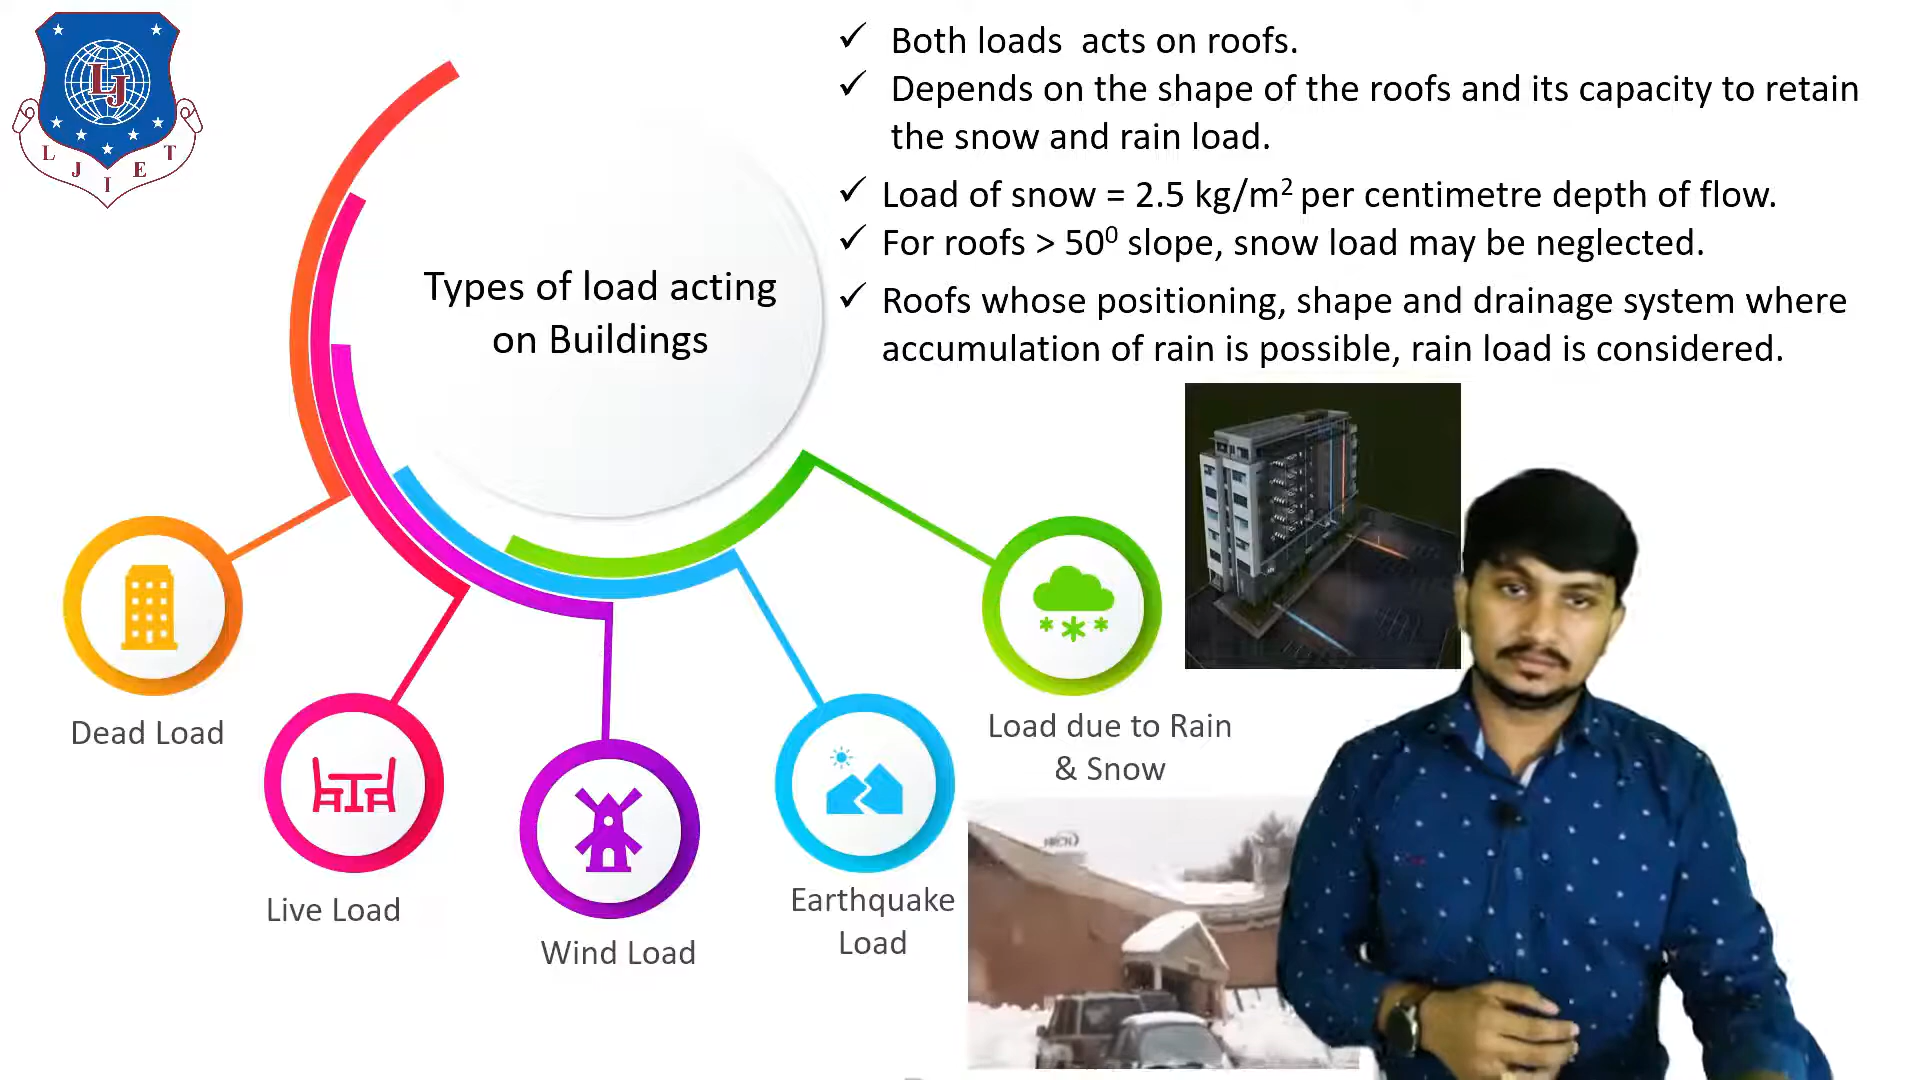 LJ
L J I E T
✓ Both loads acts on roofs.
✓ Depends on the shape of the roofs and its capacity to retain
the snow and rain load.
✓ Load of snow = 2.5 kg/m² per centimetre depth of flow.
✓ For roofs > 50⁰ slope, snow load may be neglected.
✓ Roofs whose positioning, shape and drainage system where
accumulation of rain is possible, rain load is considered.
Types of load acting
on Buildings
Dead Load
Live Load
Wind Load
Earthquake
Load
Load due to Rain
& Snow